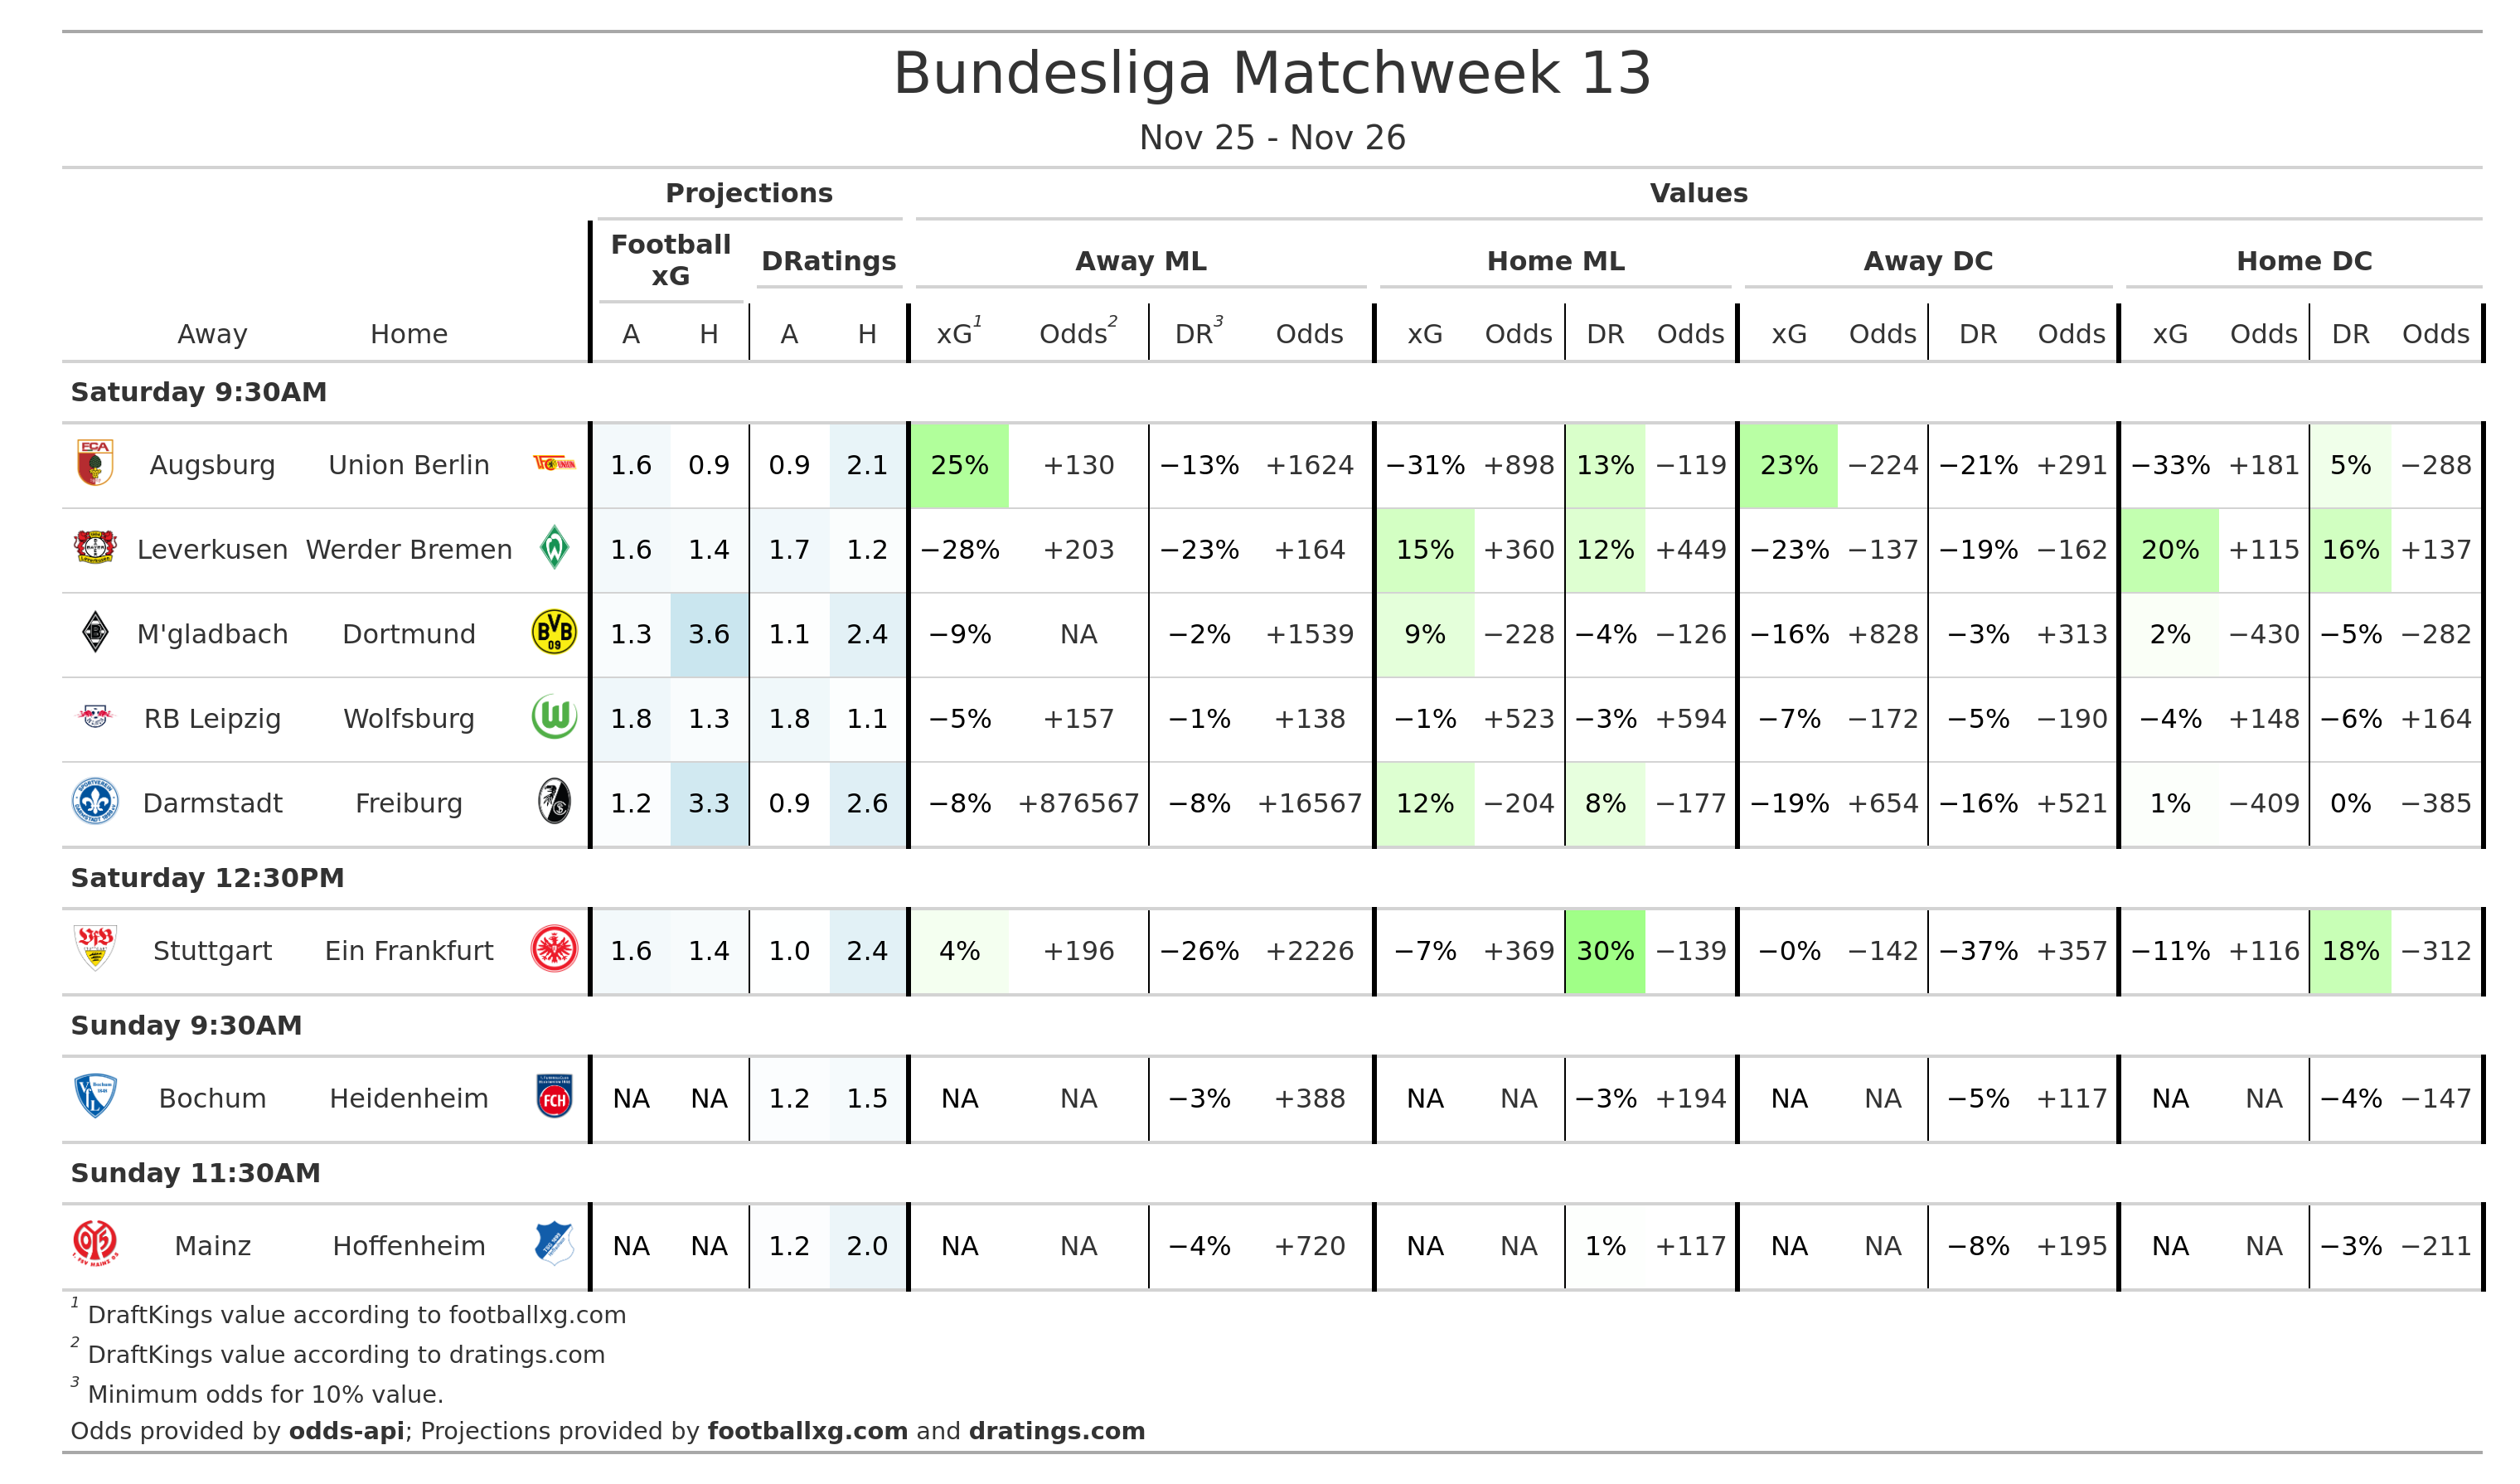 Bundesliga Matchweek 13
Nov 25 - Nov 26
Projections Values
Football xG DRatings Away ML Home ML Away DC Home DC
Away Home A H A H xG1 Odds2 DR3 Odds xG Odds DR Odds xG Odds DR Odds xG Odds DR Odds
Saturday 9:30AM
Augsburg Union Berlin 1.6 0.9 0.9 2.1 25% +130 −13% +1624 −31% +898 13% −119 23% −224 −21% +291 −33% +181 5% −288
Leverkusen Werder Bremen 1.6 1.4 1.7 1.2 −28% +203 −23% +164 15% +360 12% +449 −23% −137 −19% −162 20% +115 16% +137
M'gladbach Dortmund 1.3 3.6 1.1 2.4 −9% NA −2% +1539 9% −228 −4% −126 −16% +828 −3% +313 2% −430 −5% −282
RB Leipzig Wolfsburg 1.8 1.3 1.8 1.1 −5% +157 −1% +138 −1% +523 −3% +594 −7% −172 −5% −190 −4% +148 −6% +164
Darmstadt Freiburg 1.2 3.3 0.9 2.6 −8% +876567 −8% +16567 12% −204 8% −177 −19% +654 −16% +521 1% −409 0% −385
Saturday 12:30PM
Stuttgart Ein Frankfurt 1.6 1.4 1.0 2.4 4% +196 −26% +2226 −7% +369 30% −139 −0% −142 −37% +357 −11% +116 18% −312
Sunday 9:30AM
Bochum Heidenheim NA NA 1.2 1.5 NA NA −3% +388 NA NA −3% +194 NA NA −5% +117 NA NA −4% −147
Sunday 11:30AM
Mainz Hoffenheim NA NA 1.2 2.0 NA NA −4% +720 NA NA 1% +117 NA NA −8% +195 NA NA −3% −211
1 DraftKings value according to footballxg.com
2 DraftKings value according to dratings.com
3 Minimum odds for 10% value.
Odds provided by odds-api; Projections provided by footballxg.com and dratings.com